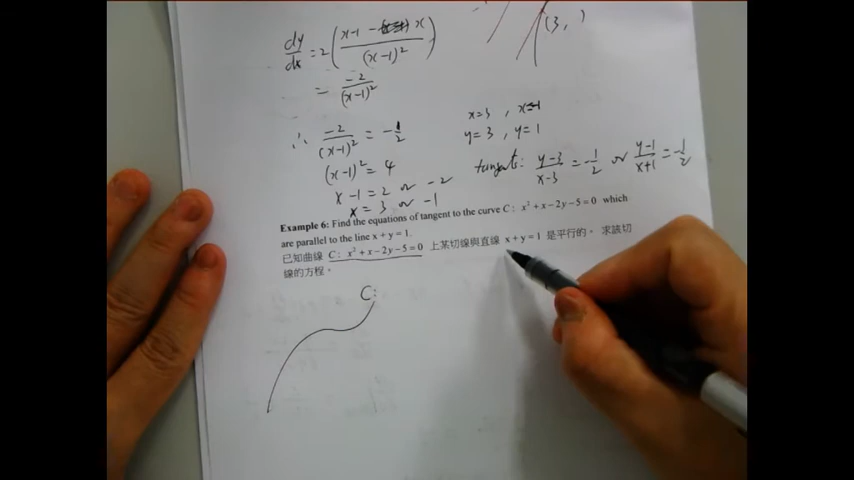 (3, )
dy/dx = 2 ( (x-1 - x) / (x-1)² )
= -2/(x-1)²
x=3 , x=-1
∴ -2/(x-1)² = -1/2
y=3 , y=1
(x-1)² = 4
tangents: (y-3)/(x-3) = -1/2 or (y-1)/(x+1) = -1/2
x-1 = 2 or -2
x = 3 or -1
Example 6: Find the equations of tangent to the curve C: x² + x - 2y - 5 = 0 which
are parallel to the line x + y = 1.
已知曲線 C: x² + x - 2y - 5 = 0 上某切線與直線 x + y = 1 是平行的。求該切
線的方程。
C: